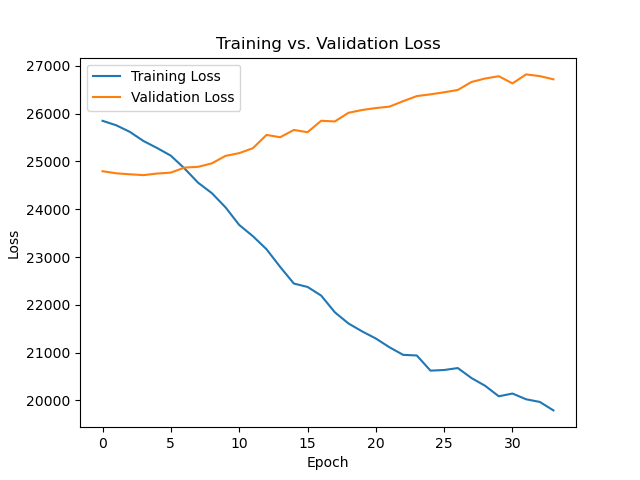 Training vs. Validation Loss
Training Loss
Validation Loss
27000
26000
25000
24000
23000
22000
21000
20000
Loss
0 5 10 15 20 25 30
Epoch